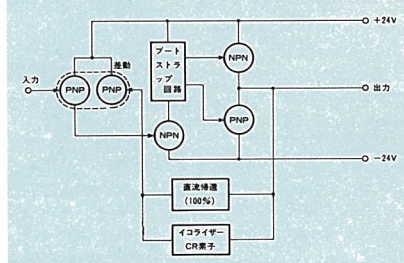 +24V
ブート
ストラ
ップ
回路
NPN
差動
入力
PNP
PNP
出力
PNP
NPN
-24V
直流帰還
(100%)
イコライザー
CR素子